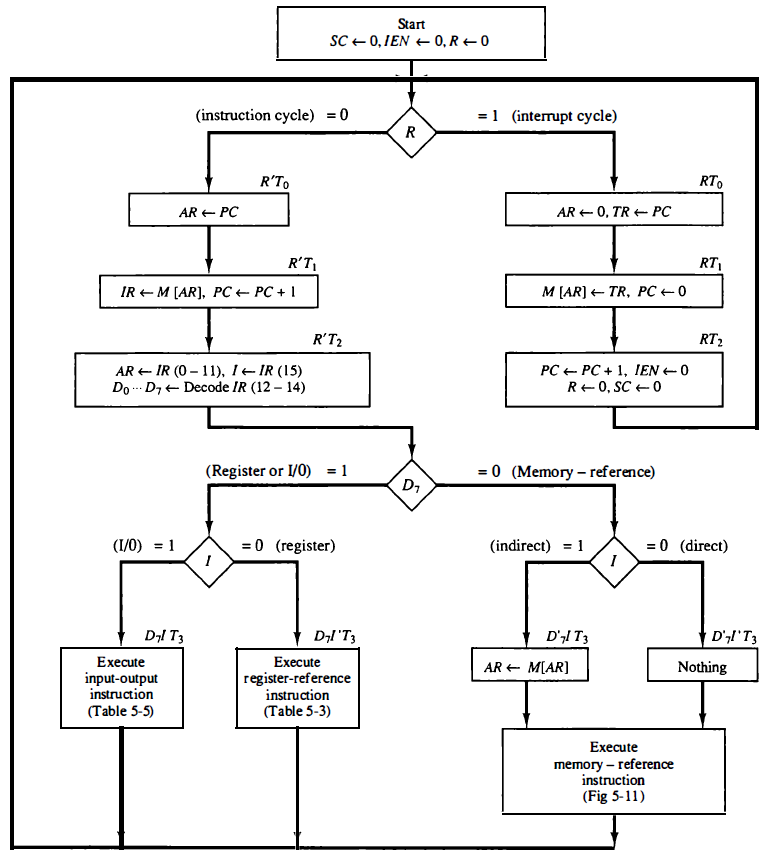 Start
SC ← 0, IEN ← 0, R ← 0
(instruction cycle) = 0
R
= 1 (interrupt cycle)
R'T₀
AR ← PC
RT₀
AR ← 0, TR ← PC
R'T₁
IR ← M [AR], PC ← PC + 1
RT₁
M [AR] ← TR, PC ← 0
R'T₂
AR ← IR (0 – 11), I ← IR (15)
D₀ ··· D₇ ← Decode IR (12 – 14)
RT₂
PC ← PC + 1, IEN ← 0
R ← 0, SC ← 0
(Register or I/0) = 1
D₇
= 0 (Memory – reference)
(I/0) = 1
I
= 0 (register)
(indirect) = 1
I
= 0 (direct)
D₇I T₃
Execute
input-output
instruction
(Table 5-5)
D₇I'T₃
Execute
register-reference
instruction
(Table 5-3)
D'₇I T₃
AR ← M[AR]
D'₇I'T₃
Nothing
Execute
memory – reference
instruction
(Fig 5-11)